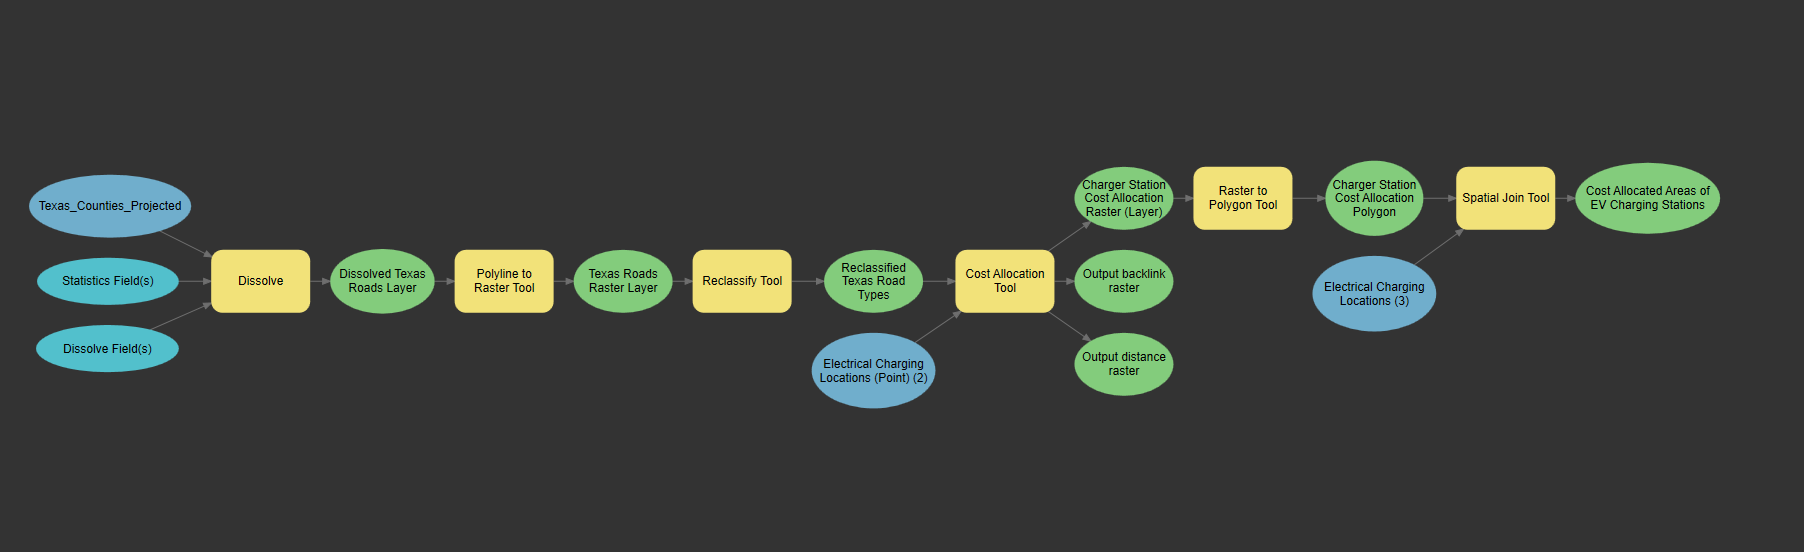 Texas_Counties_Projected
Statistics Field(s)
Dissolve Field(s)
Dissolve
Dissolved Texas
Roads Layer
Polyline to
Raster Tool
Texas Roads
Raster Layer
Reclassify Tool
Reclassified
Texas Road
Types
Electrical Charging
Locations (Point) (2)
Cost Allocation
Tool
Charger Station
Cost Allocation
Raster (Layer)
Output backlink
raster
Output distance
raster
Raster to
Polygon Tool
Charger Station
Cost Allocation
Polygon
Electrical Charging
Locations (3)
Spatial Join Tool
Cost Allocated Areas of
EV Charging Stations